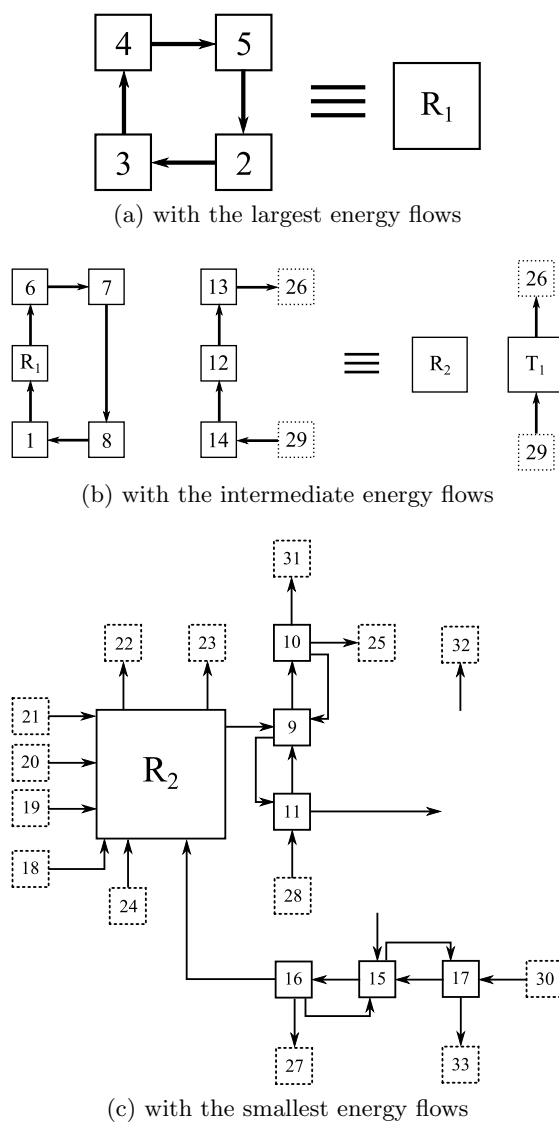 4 5
3 2
R₁
(a) with the largest energy flows
6 7 13 26 26
R₁ 12 R₂ T₁
1 8 14 29 29
(b) with the intermediate energy flows
31
22 23 10 25 32
21 9
20 R₂
19 11
18 24 28
16 15 17 30
27 33
(c) with the smallest energy flows